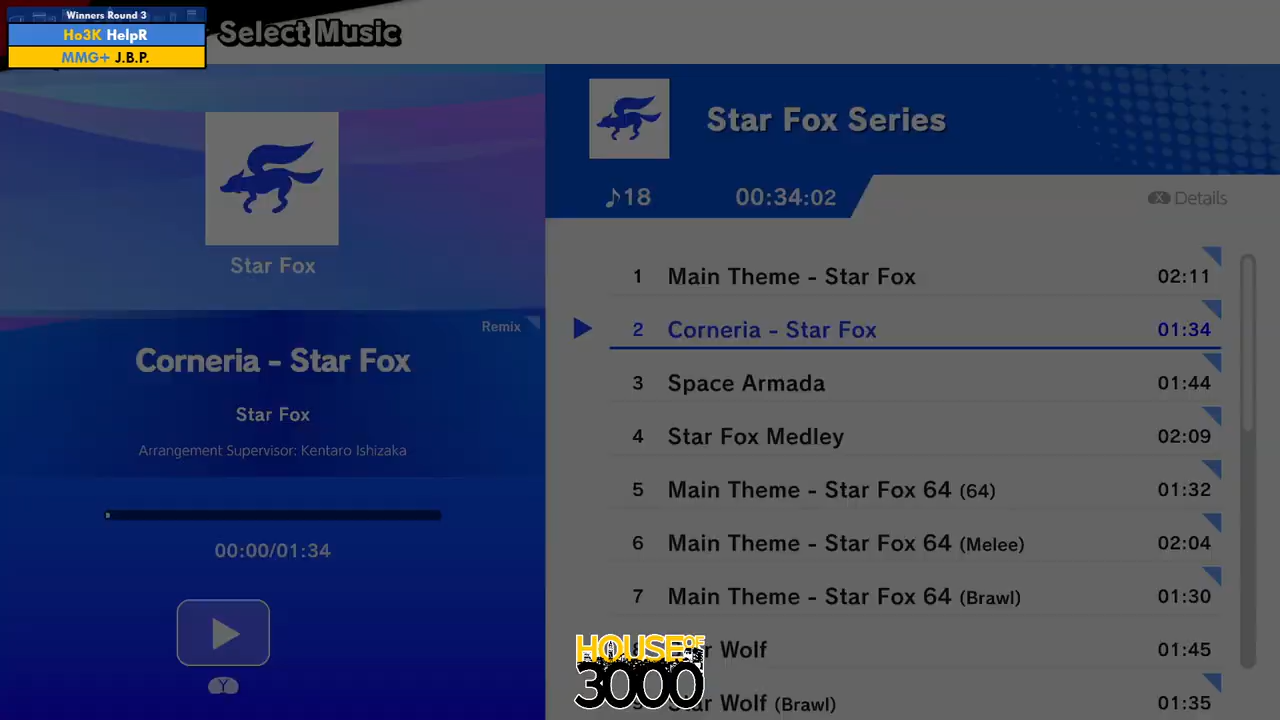 Winners Round 3
Ho3K HelpR
MMG+ J.B.P.
Select Music
Star Fox
Remix
Corneria - Star Fox
Star Fox
Arrangement Supervisor: Kentaro Ishizaka
00:00/01:34
Y
Star Fox Series
♪18 00:34:02
X Details
1 Main Theme - Star Fox 02:11
2 Corneria - Star Fox 01:34
3 Space Armada 01:44
4 Star Fox Medley 02:09
5 Main Theme - Star Fox 64 (64) 01:32
6 Main Theme - Star Fox 64 (Melee) 02:04
7 Main Theme - Star Fox 64 (Brawl) 01:30
8 Star Wolf 01:45
Star Wolf (Brawl) 01:35
HOUSE OF
3000